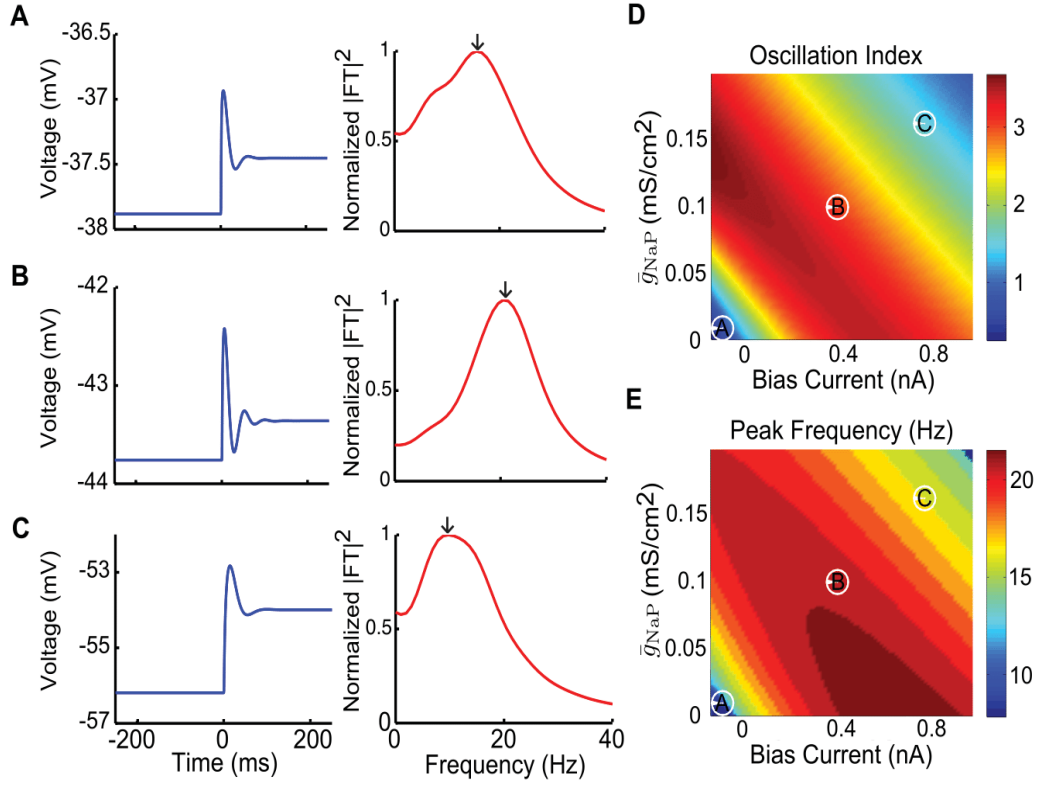 A
Voltage (mV)
-36.5
-37
-37.5
-38
Normalized |FT|²
1
0.5
0
B
Voltage (mV)
-42
-43
-44
Normalized |FT|²
1
0.5
0
C
Voltage (mV)
-53
-55
-57
-200 0 200
Time (ms)
Normalized |FT|²
1
0.5
0
0 20 40
Frequency (Hz)
D
Oscillation Index
ḡNaP (mS/cm2)
0.15
0.1
0.05
0
C
B
A
0 0.4 0.8
Bias Current (nA)
3
2
1
E
Peak Frequency (Hz)
ḡNaP (mS/cm2)
0.15
0.1
0.05
0
C
B
A
0 0.4 0.8
Bias Current (nA)
20
15
10